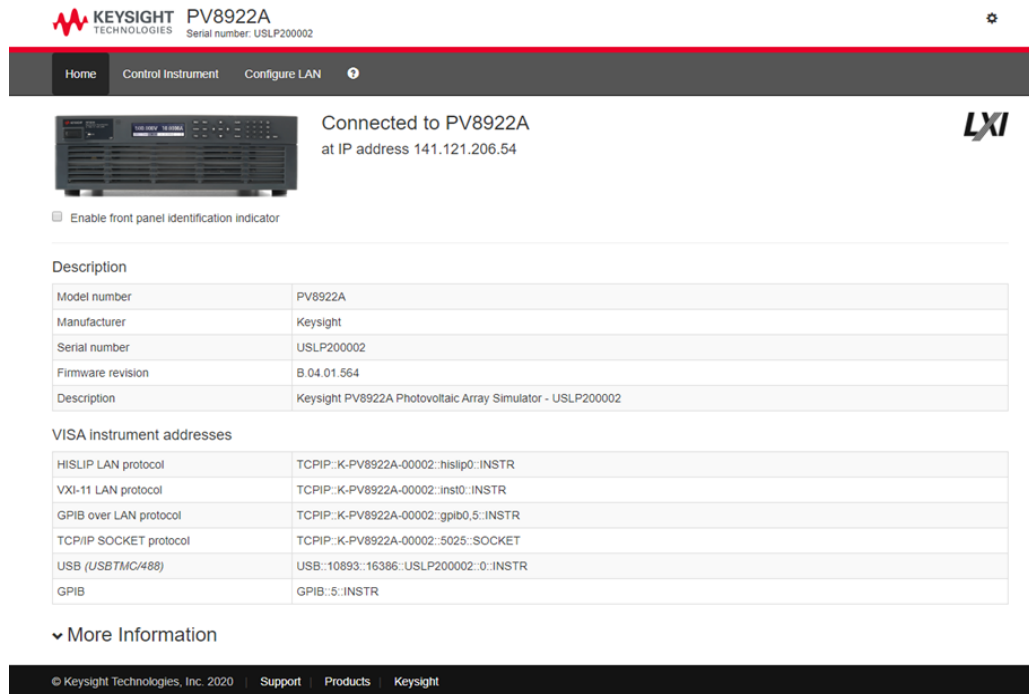 KEYSIGHT TECHNOLOGIES
PV8922A
Serial number: USLP200002
Home Control Instrument Configure LAN ?
Connected to PV8922A
LXI
at IP address 141.121.206.54
Enable front panel identification indicator
Description
Model number PV8922A
Manufacturer Keysight
Serial number USLP200002
Firmware revision B.04.01.564
Description Keysight PV8922A Photovoltaic Array Simulator - USLP200002
VISA instrument addresses
HISLIP LAN protocol TCPIP::K-PV8922A-00002::hislip0::INSTR
VXI-11 LAN protocol TCPIP::K-PV8922A-00002::inst0::INSTR
GPIB over LAN protocol TCPIP::K-PV8922A-00002::gpib0,5::INSTR
TCP/IP SOCKET protocol TCPIP::K-PV8922A-00002::5025::SOCKET
USB (USBTMC/488) USB::10893::16386::USLP200002::0::INSTR
GPIB GPIB::5::INSTR
More Information
© Keysight Technologies, Inc. 2020 | Support | Products | Keysight